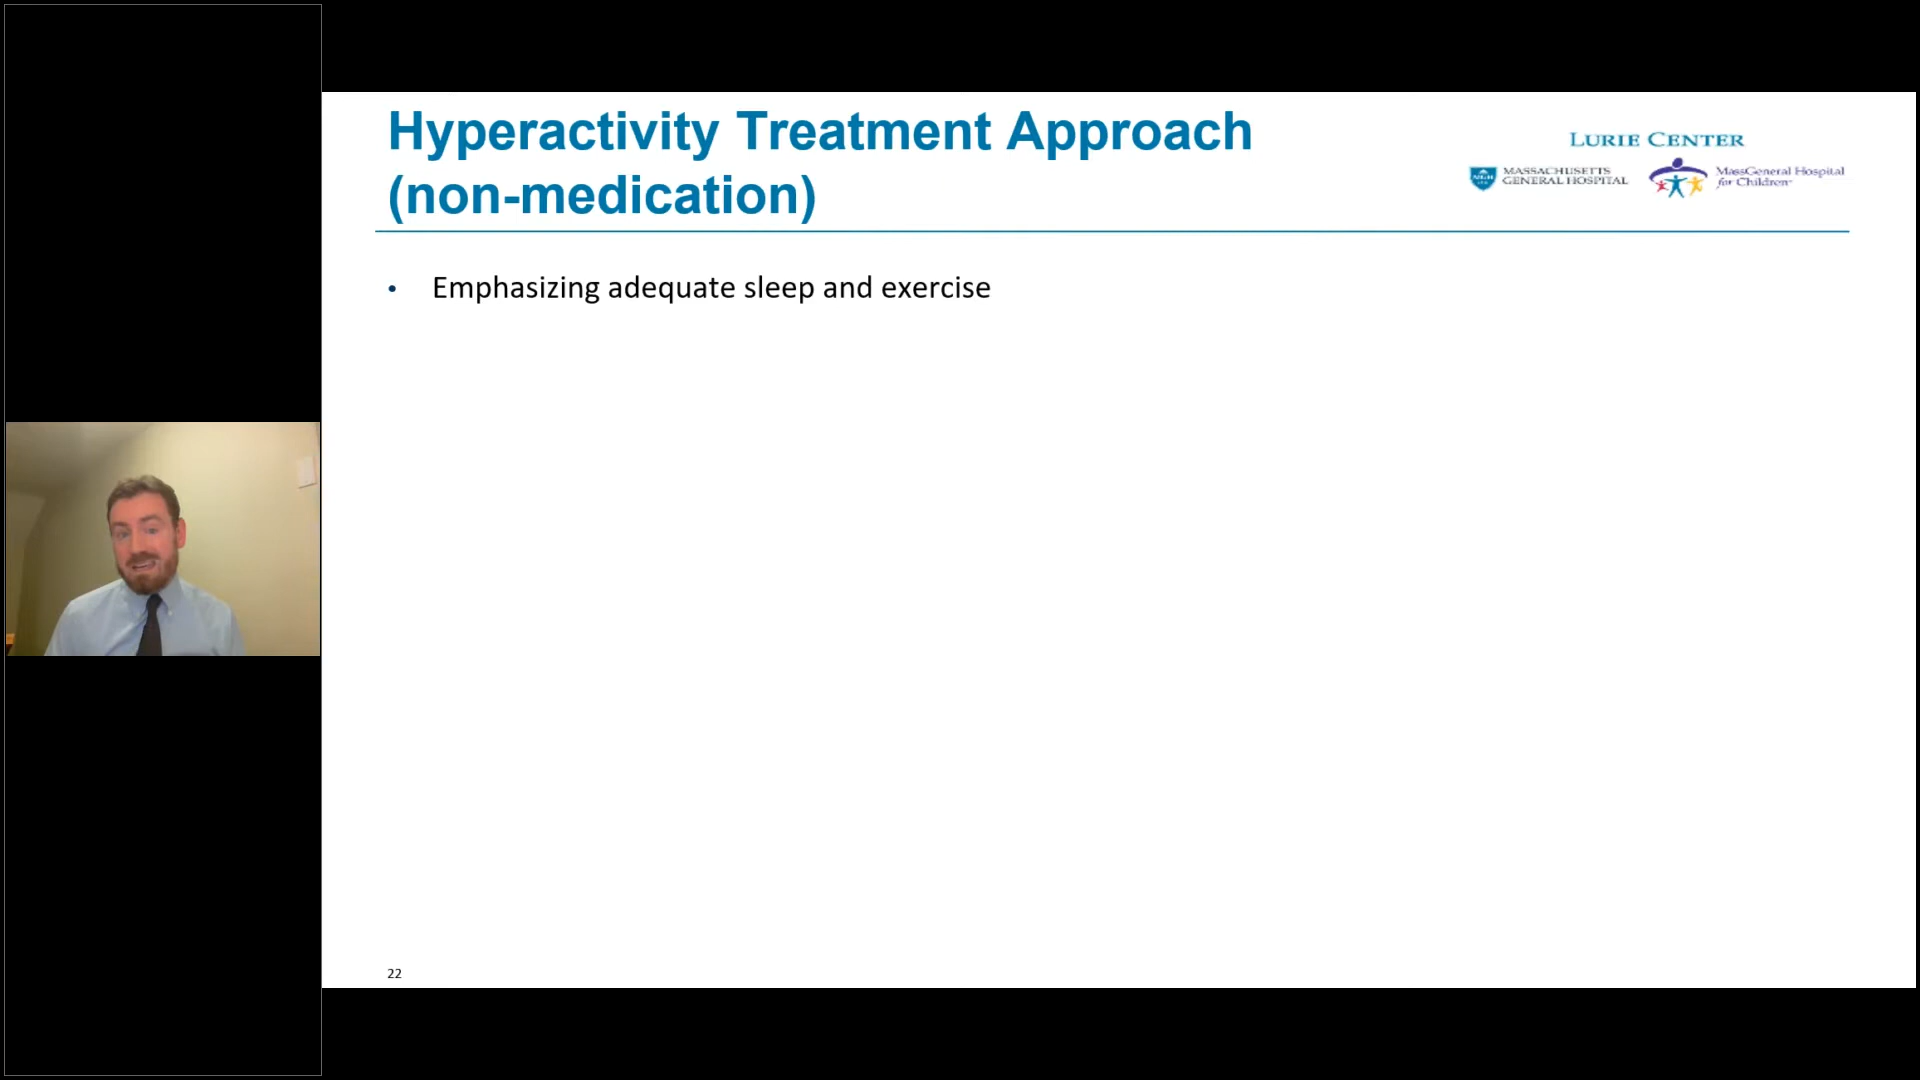 Hyperactivity Treatment Approach
(non-medication)
LURIE CENTER
MASSACHUSETTS
GENERAL HOSPITAL
MassGeneral Hospital
for Children
• Emphasizing adequate sleep and exercise
22